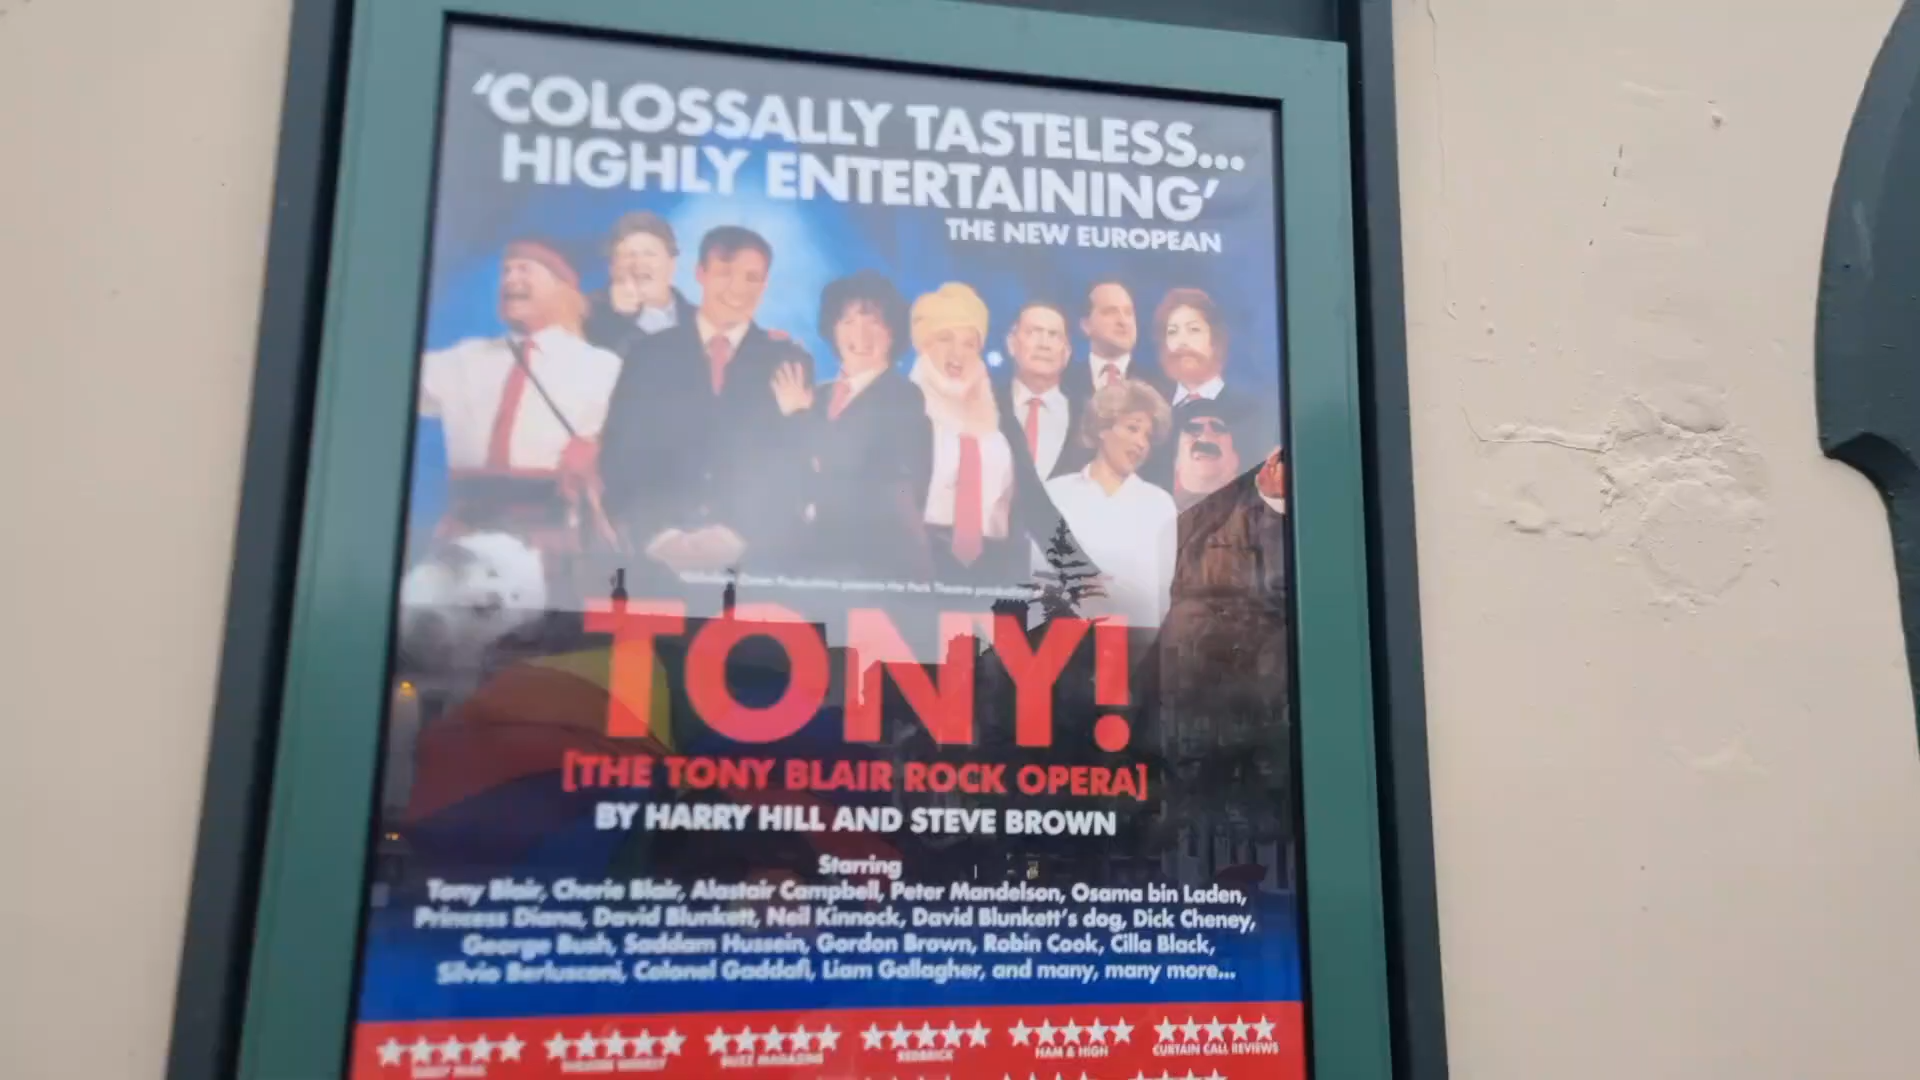 ‘COLOSSALLY TASTELESS...
HIGHLY ENTERTAINING’
THE NEW EUROPEAN
TONY!
[THE TONY BLAIR ROCK OPERA]
BY HARRY HILL AND STEVE BROWN
Starring
Tony Blair, Cherie Blair, Alastair Campbell, Peter Mandelson, Osama bin Laden,
Princess Diana, David Blunkett, Neil Kinnock, David Blunkett’s dog, Dick Cheney,
George Bush, Saddam Hussein, Gordon Brown, Robin Cook, Cilla Black,
Silvio Berlusconi, Colonel Gaddafi, Liam Gallagher, and many, many more...
BUZZ MAGAZINE
REDBRICK
HAM & HIGH
CURTAIN CALL REVIEWS